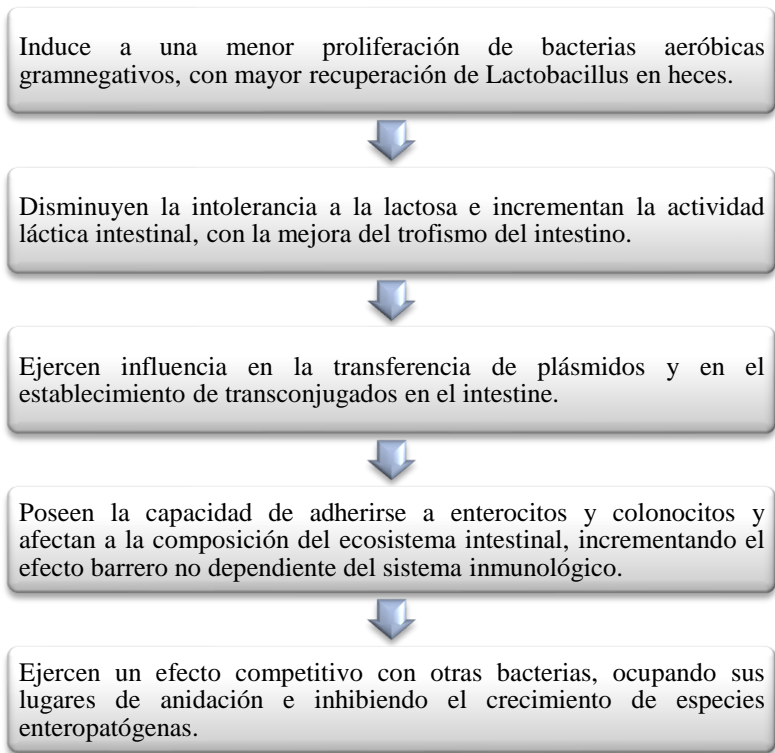 Induce a una menor proliferación de bacterias aeróbicas
gramnegativos, con mayor recuperación de Lactobacillus en heces.
Disminuyen la intolerancia a la lactosa e incrementan la actividad
láctica intestinal, con la mejora del trofismo del intestino.
Ejercen influencia en la transferencia de plásmidos y en el
establecimiento de transconjugados en el intestine.
Poseen la capacidad de adherirse a enterocitos y colonocitos y
afectan a la composición del ecosistema intestinal, incrementando el
efecto barrero no dependiente del sistema inmunológico.
Ejercen un efecto competitivo con otras bacterias, ocupando sus
lugares de anidación e inhibiendo el crecimiento de especies
enteropatógenas.